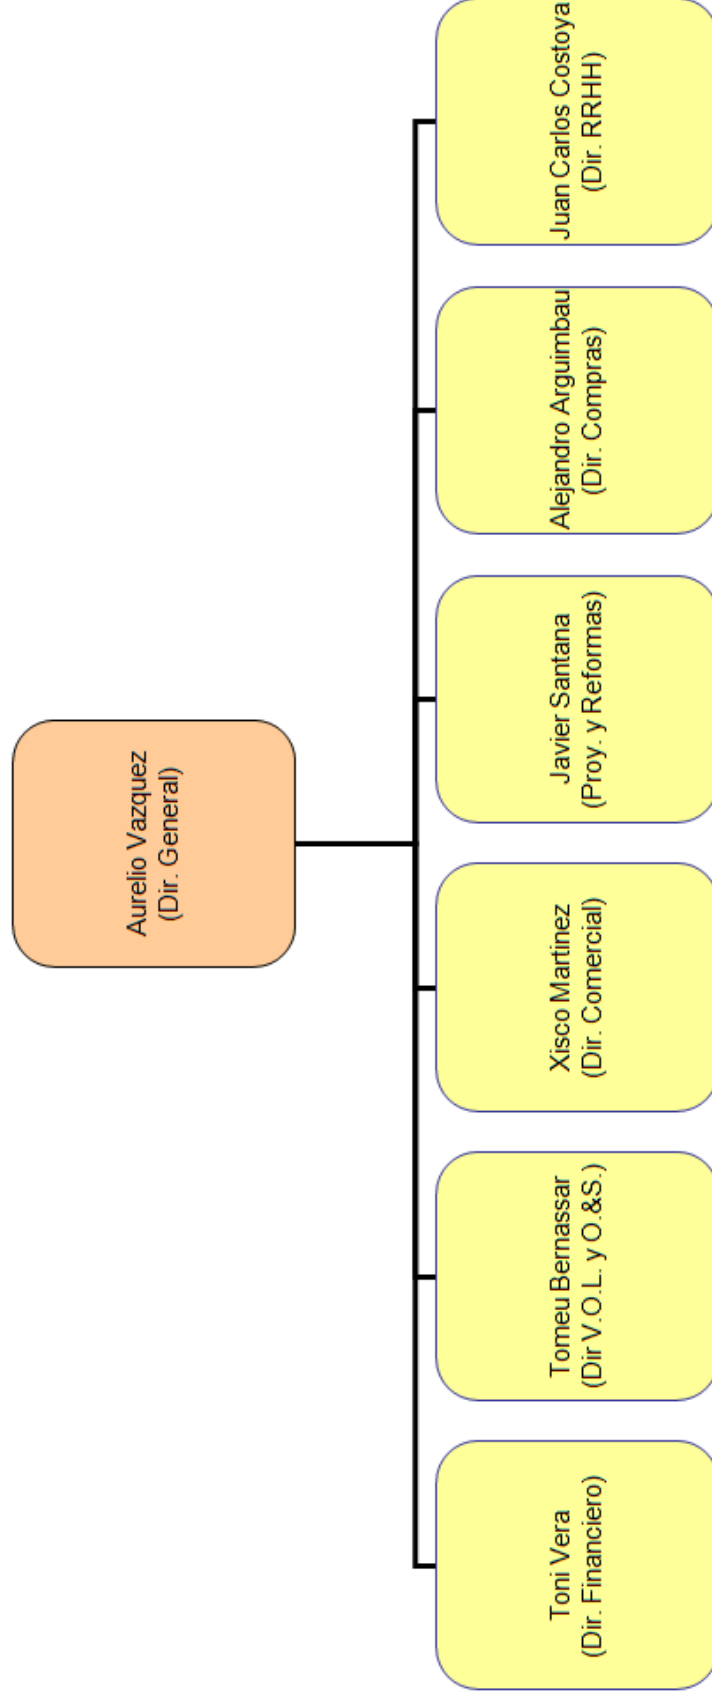 Aurelio Vazquez
(Dir. General)
Toni Vera
(Dir. Financiero)
Tomeu Bernassar
(Dir V.O.L. y O.&S.)
Xisco Martinez
(Dir. Comercial)
Javier Santana
(Proy. y Reformas)
Alejandro Arguimbau
(Dir. Compras)
Juan Carlos Costoya
(Dir. RRHH)